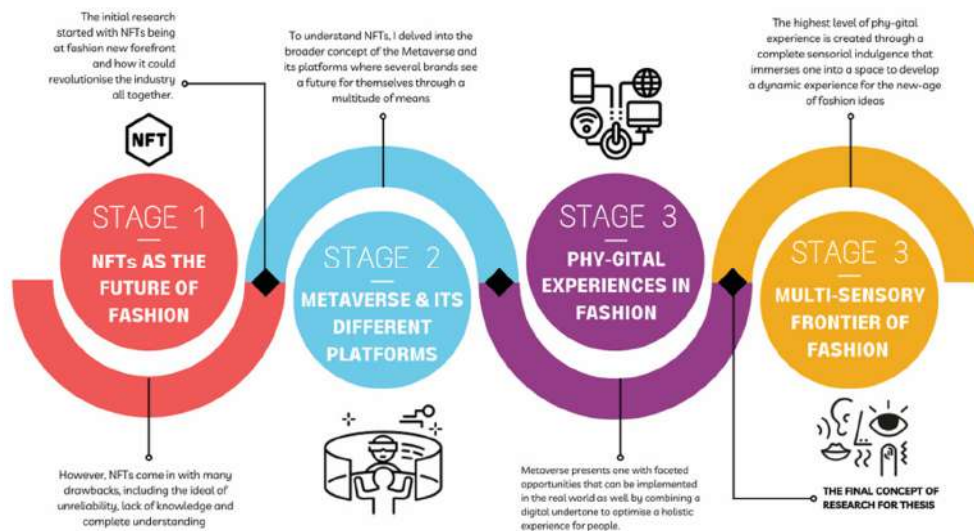 The initial research
started with NFTs being
at fashion new forefront
and how it could
revolutionise the industry
all together.
NFT
STAGE 1
NFTs AS THE
FUTURE OF
FASHION
However, NFTs come in with many
drawbacks, including the ideal of
unreliability, lack of knowledge and
complete understanding
To understand NFTs, I delved into the
broader concept of the Metaverse and
its platforms where several brands see
a future for themselves through a
multitude of means
STAGE 2
METAVERSE & ITS
DIFFERENT
PLATFORMS
STAGE 3
PHY-GITAL
EXPERIENCES IN
FASHION
Metaverse presents one with faceted
opportunities that can be implemented
in the real world as well by combining a
digital undertone to optimise a holistic
experience for people.
The highest level of phy-gital
experience is created through a
complete sensorial indulgence that
immerses one into a space to develop
a dynamic experience for the new-age
of fashion ideas
STAGE 3
MULTI-SENSORY
FRONTIER OF
FASHION
THE FINAL CONCEPT OF
RESEARCH FOR THESIS